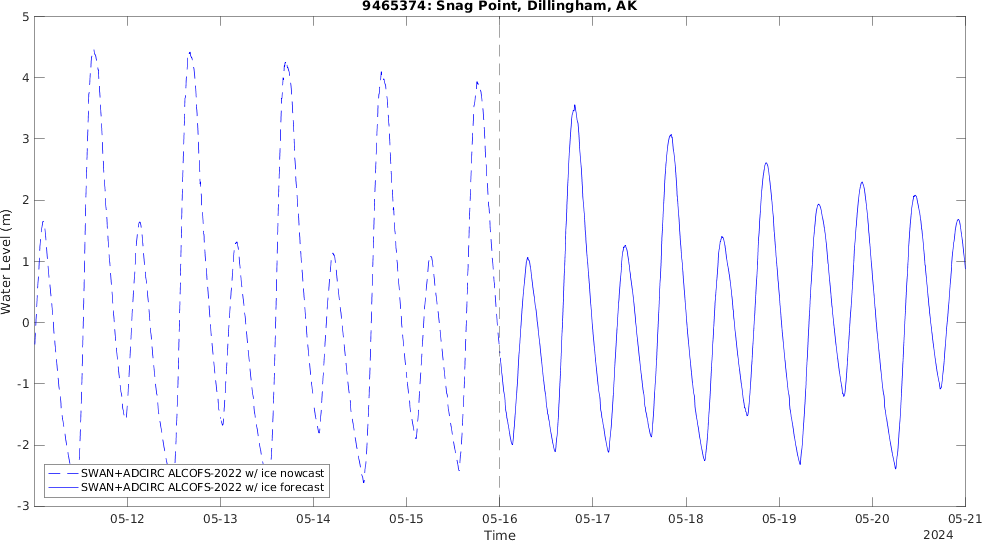 9465374: Snag Point, Dillingham, AK
5
4
3
2
1
0
-1
-2
-3
Water Level (m)
SWAN+ADCIRC ALCOFS-2022 w/ ice nowcast
SWAN+ADCIRC ALCOFS-2022 w/ ice forecast
05-12 05-13 05-14 05-15 05-16 05-17 05-18 05-19 05-20 05-21
Time
2024